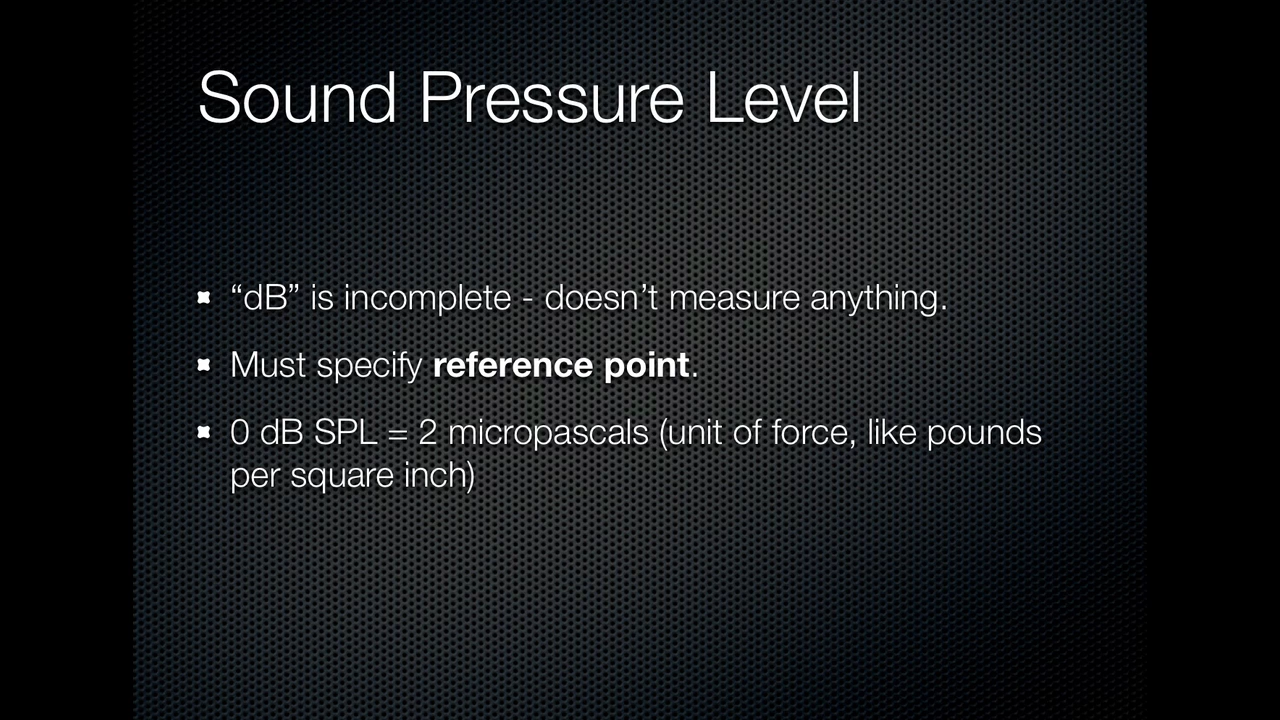 Sound Pressure Level
“dB” is incomplete - doesn’t measure anything.
Must specify reference point.
0 dB SPL = 2 micropascals (unit of force, like pounds
per square inch)